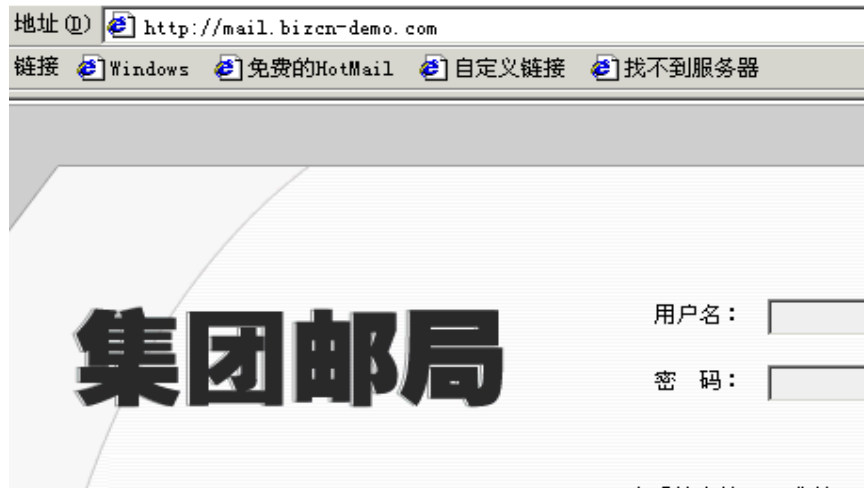 地址(D) http://mail.bizcn-demo.com
链接 Windows 免费的HotMail 自定义链接 找不到服务器
用户名：
集团邮局
密 码：